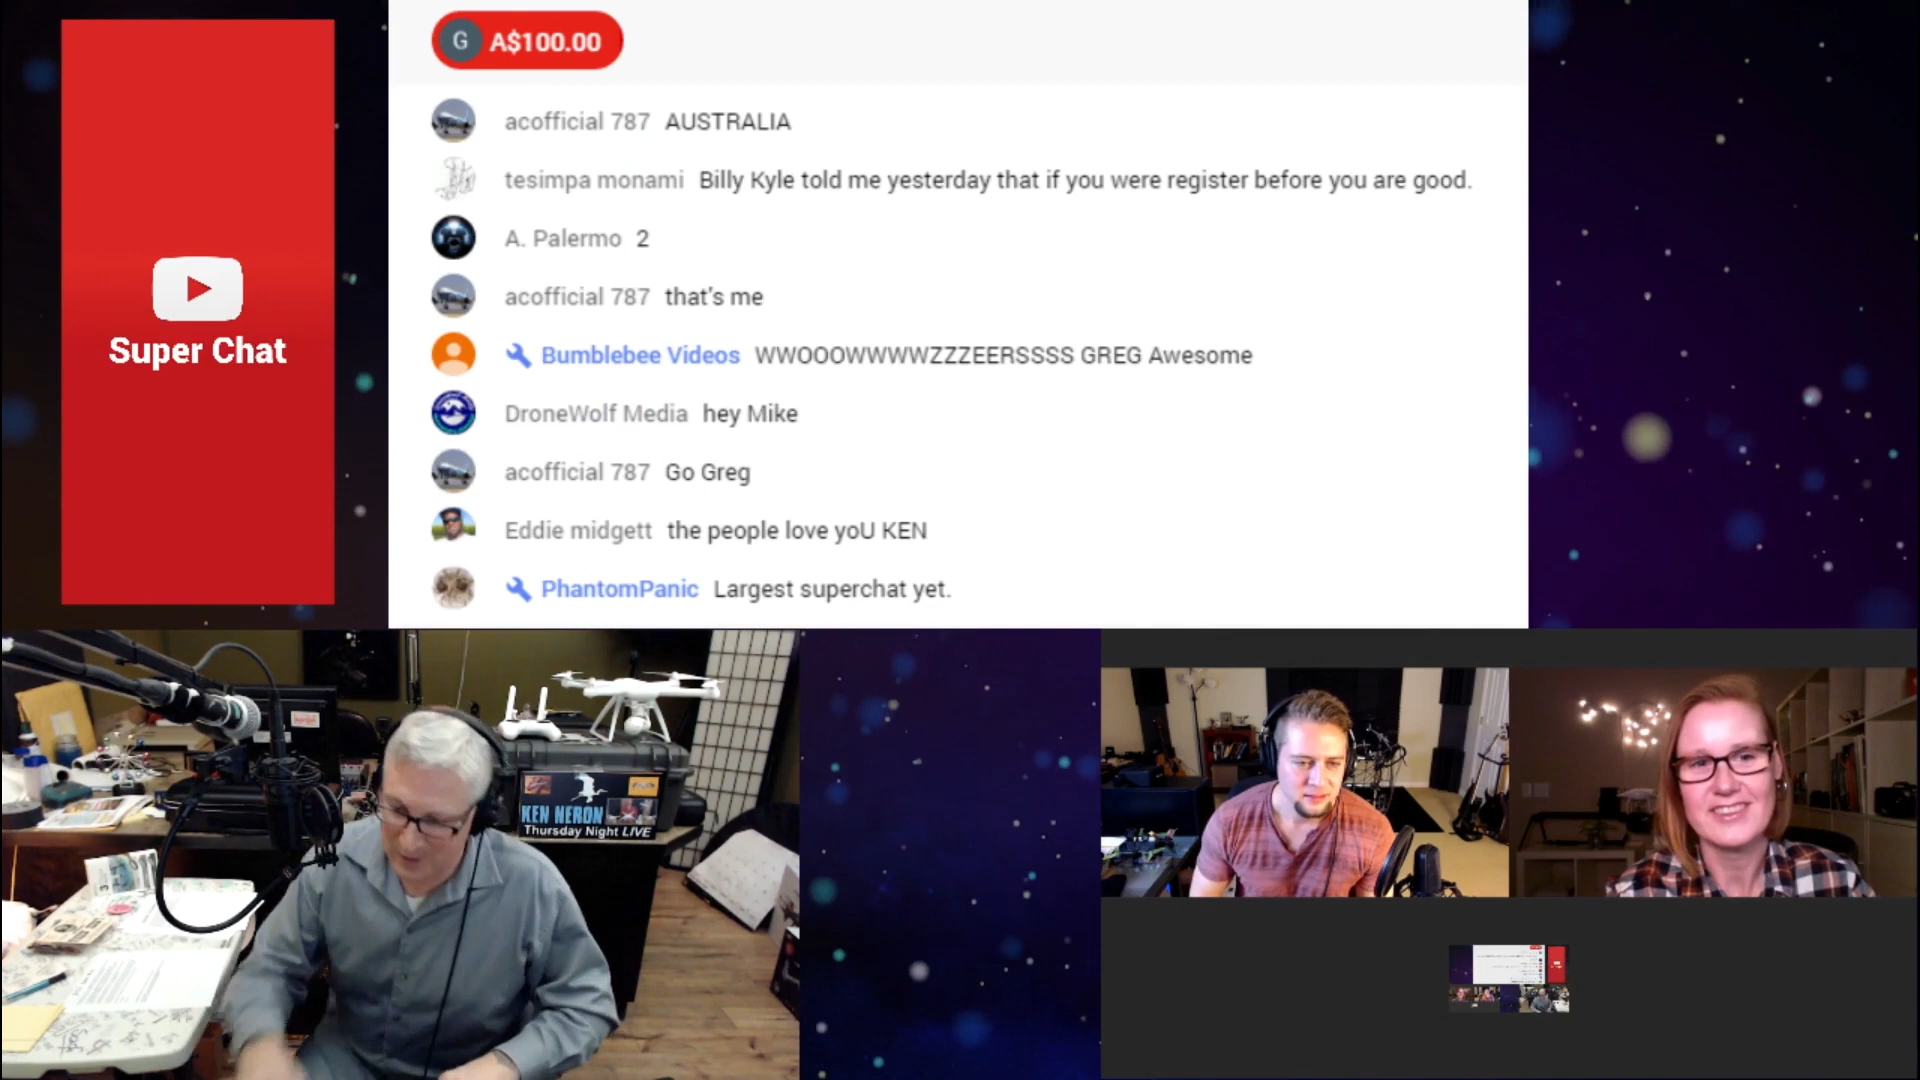 G A$100.00
acofficial 787 AUSTRALIA
tesimpa monami Billy Kyle told me yesterday that if you were register before you are good.
A. Palermo 2
acofficial 787 that's me
Bumblebee Videos WWOOOWWWWZZZEERSSSS GREG Awesome
DroneWolf Media hey Mike
acofficial 787 Go Greg
Eddie midgett the people love yoU KEN
PhantomPanic Largest superchat yet.
Super Chat
KEN NERON
Thursday Night LIVE